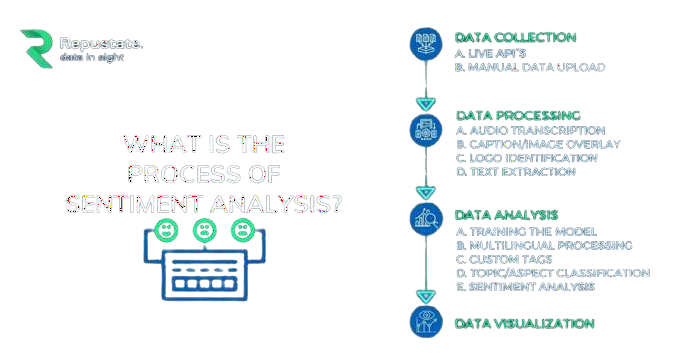 Repustate.
data in sight
WHAT IS THE
PROCESS OF
SENTIMENT ANALYSIS?
DATA COLLECTION
A. LIVE API'S
B. MANUAL DATA UPLOAD
DATA PROCESSING
A. AUDIO TRANSCRIPTION
B. CAPTION/IMAGE OVERLAY
C. LOGO IDENTIFICATION
D. TEXT EXTRACTION
DATA ANALYSIS
A. TRAINING THE MODEL
B. MULTILINGUAL PROCESSING
C. CUSTOM TAGS
D. TOPIC/ASPECT CLASSIFICATION
E. SENTIMENT ANALYSIS
DATA VISUALIZATION